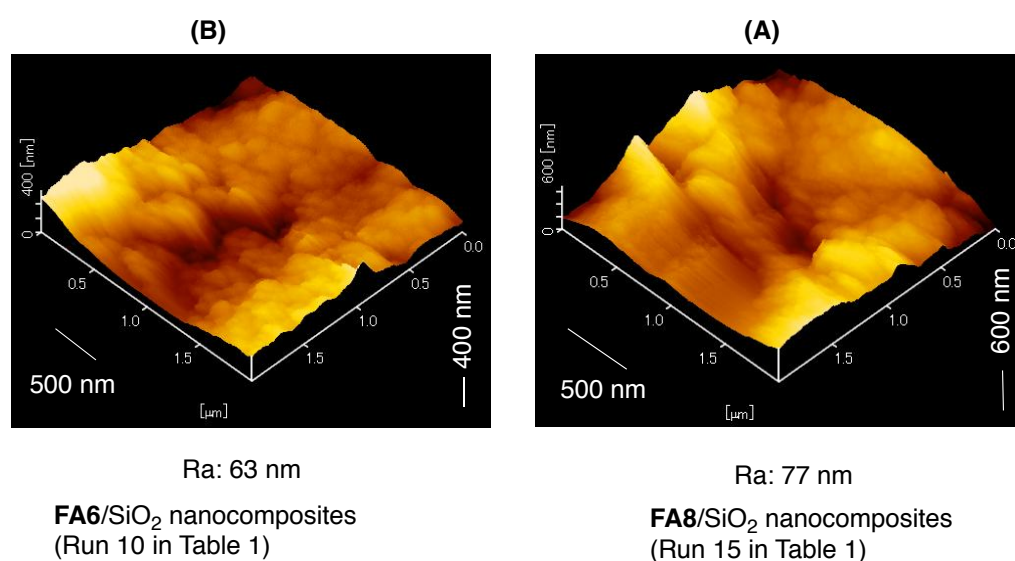 (B)
400 [nm]
0
0.5
1.0
1.5
[μm]
1.5
1.0
0.5
0.0
500 nm
400 nm
Ra: 63 nm
FA6/SiO2 nanocomposites
(Run 10 in Table 1)
(A)
600 [nm]
0
0.5
1.0
1.5
[μm]
1.5
1.0
0.5
0.0
500 nm
600 nm
Ra: 77 nm
FA8/SiO2 nanocomposites
(Run 15 in Table 1)